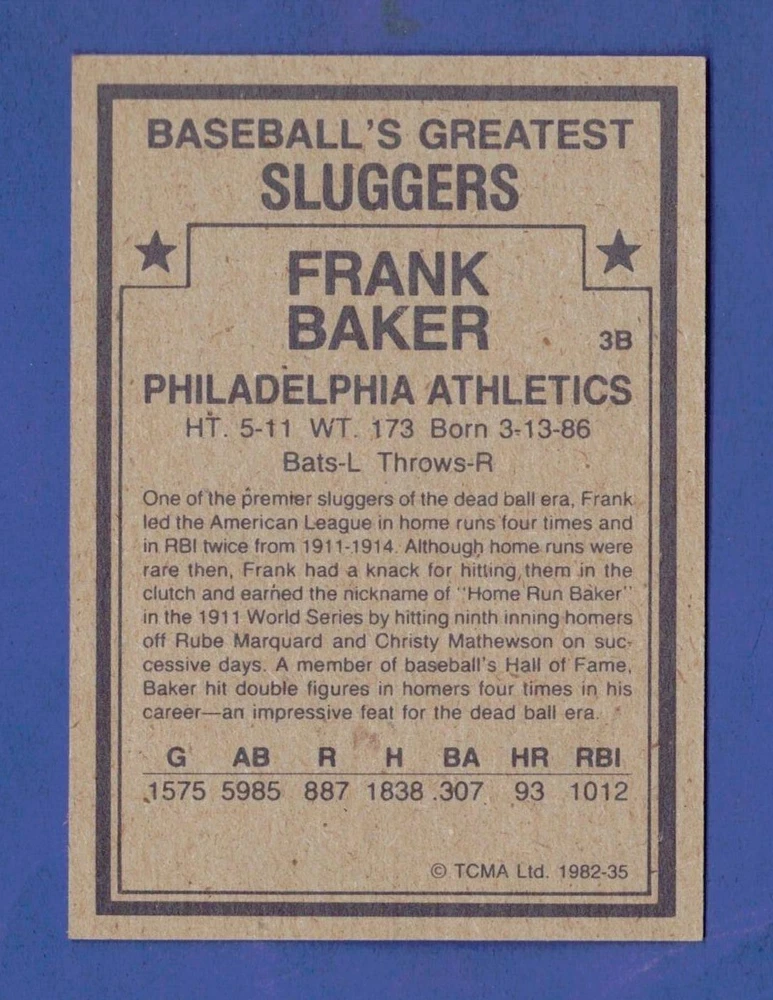 BASEBALL'S GREATEST
SLUGGERS
FRANK
BAKER
3B
PHILADELPHIA ATHLETICS
HT. 5-11 WT. 173 Born 3-13-86
Bats-L Throws-R
One of the premier sluggers of the dead ball era, Frank
led the American League in home runs four times and
in RBI twice from 1911-1914. Although home runs were
rare then, Frank had a knack for hitting them in the
clutch and earned the nickname of "Home Run Baker"
in the 1911 World Series by hitting ninth inning homers
off Rube Marquard and Christy Mathewson on suc-
cessive days. A member of baseball's Hall of Fame,
Baker hit double figures in homers four times in his
career—an impressive feat for the dead ball era.
G AB R H BA HR RBI
1575 5985 887 1838 .307 93 1012
© TCMA Ltd. 1982-35